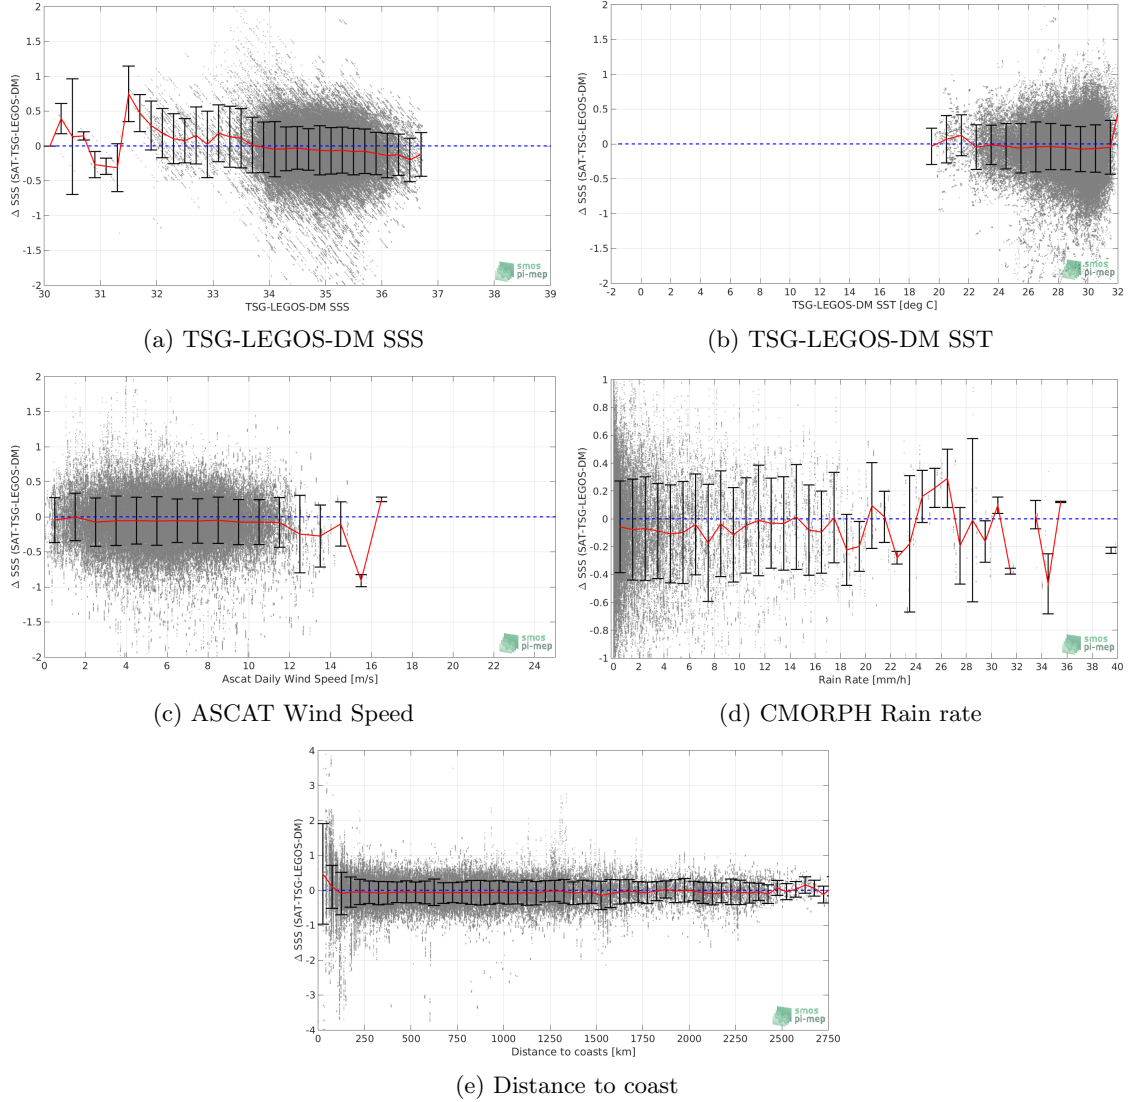 Δ SSS (SAT-TSG-LEGOS-DM)
2
1.5
1
0.5
0
-0.5
-1
-1.5
-2
30 31 32 33 34 35 36 37 38 39
TSG-LEGOS-DM SSS
smos
pi-mep
(a) TSG-LEGOS-DM SSS
Δ SSS (SAT-TSG-LEGOS-DM)
2
1.5
1
0.5
0
-0.5
-1
-1.5
-2
-2 0 2 4 6 8 10 12 14 16 18 20 22 24 26 28 30 32
TSG-LEGOS-DM SST [deg C]
smos
pi-mep
(b) TSG-LEGOS-DM SST
Δ SSS (SAT-TSG-LEGOS-DM)
2
1.5
1
0.5
0
-0.5
-1
-1.5
-2
0 2 4 6 8 10 12 14 16 18 20 22 24
Ascat Daily Wind Speed [m/s]
smos
pi-mep
(c) ASCAT Wind Speed
Δ SSS (SAT-TSG-LEGOS-DM)
1
0.8
0.6
0.4
0.2
0
-0.2
-0.4
-0.6
-0.8
-1
0 2 4 6 8 10 12 14 16 18 20 22 24 26 28 30 32 34 36 38 40
Rain Rate [mm/h]
smos
pi-mep
(d) CMORPH Rain rate
Δ SSS (SAT-TSG-LEGOS-DM)
4
3
2
1
0
-1
-2
-3
-4
0 250 500 750 1000 1250 1500 1750 2000 2250 2500 2750
Distance to coasts [km]
smos
pi-mep
(e) Distance to coast